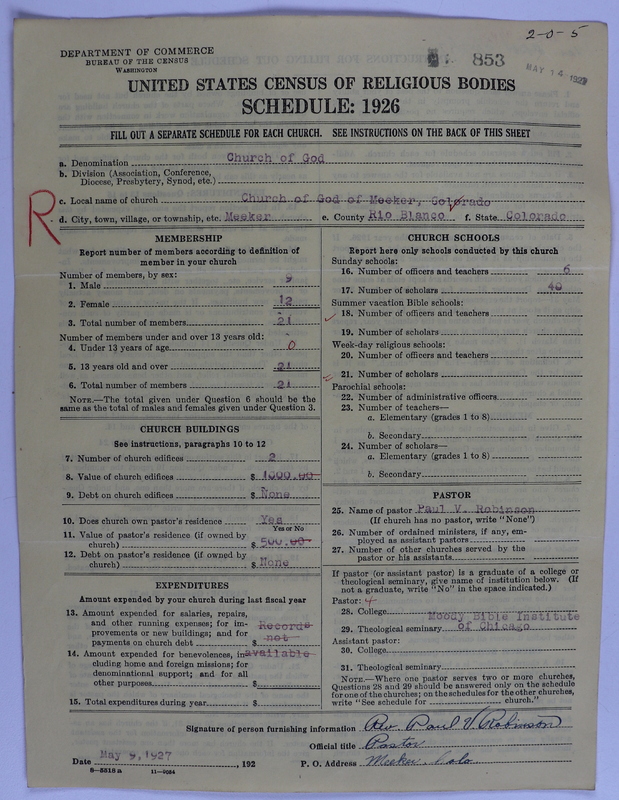 2-0-5
DEPARTMENT OF COMMERCE
BUREAU OF THE CENSUS
WASHINGTON
853
MAY 14 1927
UNITED STATES CENSUS OF RELIGIOUS BODIES
SCHEDULE: 1926
FILL OUT A SEPARATE SCHEDULE FOR EACH CHURCH. SEE INSTRUCTIONS ON THE BACK OF THIS SHEET
a. Denomination Church of God
b. Division (Association, Conference,
Diocese, Presbytery, Synod, etc.)
c. Local name of church Church of God of Meeker, Colorado
R
d. City, town, village, or township, etc. Meeker e. County Rio Blanco f. State Colorado
MEMBERSHIP
Report number of members according to definition of
member in your church
Number of members, by sex:
1. Male 9
2. Female 12
3. Total number of members 21
Number of members under and over 13 years old:
4. Under 13 years of age 0
5. 13 years old and over 21
6. Total number of members 21
NOTE.—The total given under Question 6 should be the
same as the total of males and females given under Question 3.
CHURCH BUILDINGS
See instructions, paragraphs 10 to 12
7. Number of church edifices 2
8. Value of church edifices $ 1000.00
9. Debt on church edifices $ None
10. Does church own pastor's residence Yes
Yes or No
11. Value of pastor's residence (if owned by
church) $ 500.00
12. Debt on pastor's residence (if owned by
church) $ None
EXPENDITURES
Amount expended by your church during last fiscal year
13. Amount expended for salaries, repairs,
and other running expenses; for im-
provements or new buildings; and for
payments on church debt $ Records not
14. Amount expended for benevolences, in- available
cluding home and foreign missions; for
denominational support; and for all
other purposes $
15. Total expenditures during year $
CHURCH SCHOOLS
Report here only schools conducted by this church
Sunday schools:
16. Number of officers and teachers 6
17. Number of scholars 40
Summer vacation Bible schools:
18. Number of officers and teachers
19. Number of scholars
Week-day religious schools:
20. Number of officers and teachers
21. Number of scholars
Parochial schools:
22. Number of administrative officers
23. Number of teachers—
a. Elementary (grades 1 to 8)
b. Secondary
24. Number of scholars—
a. Elementary (grades 1 to 8)
b. Secondary
PASTOR
25. Name of pastor Paul V. Robinson
(If church has no pastor, write "None")
26. Number of ordained ministers, if any, em-
ployed as assistant pastors
27. Number of other churches served by the
pastor or his assistants
If pastor (or assistant pastor) is a graduate of a college or
theological seminary, give name of institution below. (If
not a graduate, write "No" in the space indicated.)
Pastor: 4
28. College
Moody Bible Institute
29. Theological seminary of Chicago
Assistant pastor:
30. College
31. Theological seminary
NOTE.—Where one pastor serves two or more churches,
Questions 28 and 29 should be answered only on the schedule
for one of the churches; on the schedules for the other churches,
write "See schedule for church."
Signature of person furnishing information Rev. Paul V. Robinson
Official title Pastor
Date May 9, 1927, 192 P. O. Address Meeker Colo
8—5518a 11—9034